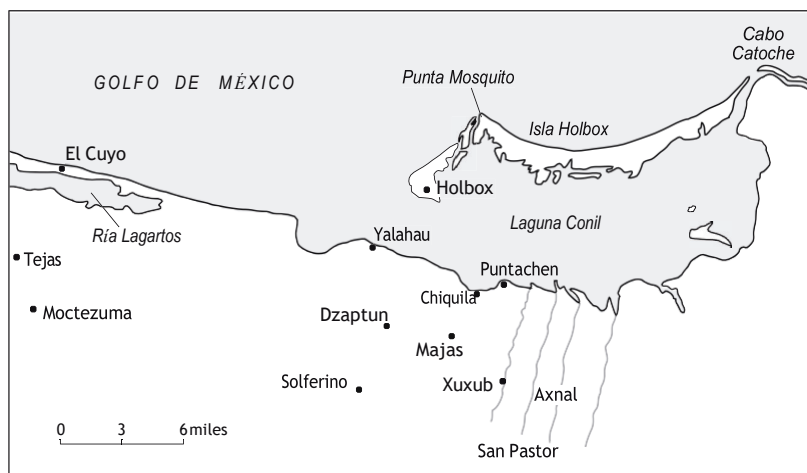 Cabo
Catoche
GOLFO DE MÉXICO
Punta Mosquito
Isla Holbox
El Cuyo
Holbox
Laguna Conil
Ría Lagartos
Yalahau
Tejas
Puntachen
Chiquila
Moctezuma
Dzaptun
Majas
Solferino
Xuxub
Axnal
0 3 6 miles
San Pastor